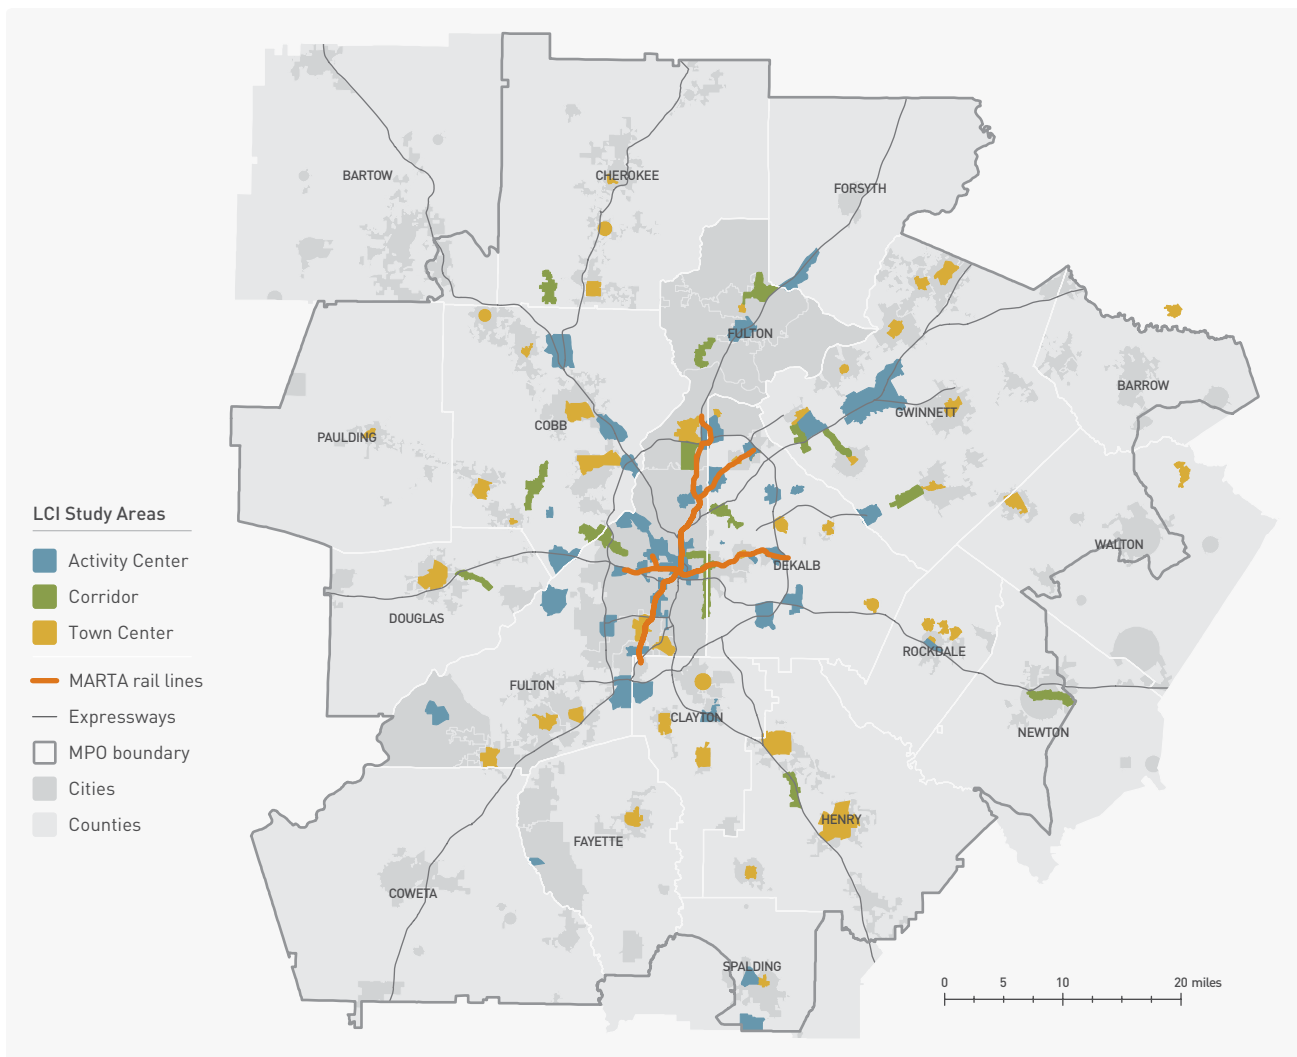 BARTOW
CHEROKEE
FORSYTH
FULTON
BARROW
GWINNETT
COBB
PAULDING
LCI Study Areas
Activity Center
Corridor
Town Center
MARTA rail lines
Expressways
MPO boundary
Cities
Counties
WALTON
DEKALB
DOUGLAS
ROCKDALE
FULTON
CLAYTON
NEWTON
HENRY
FAYETTE
COWETA
SPALDING
0 5 10 20 miles